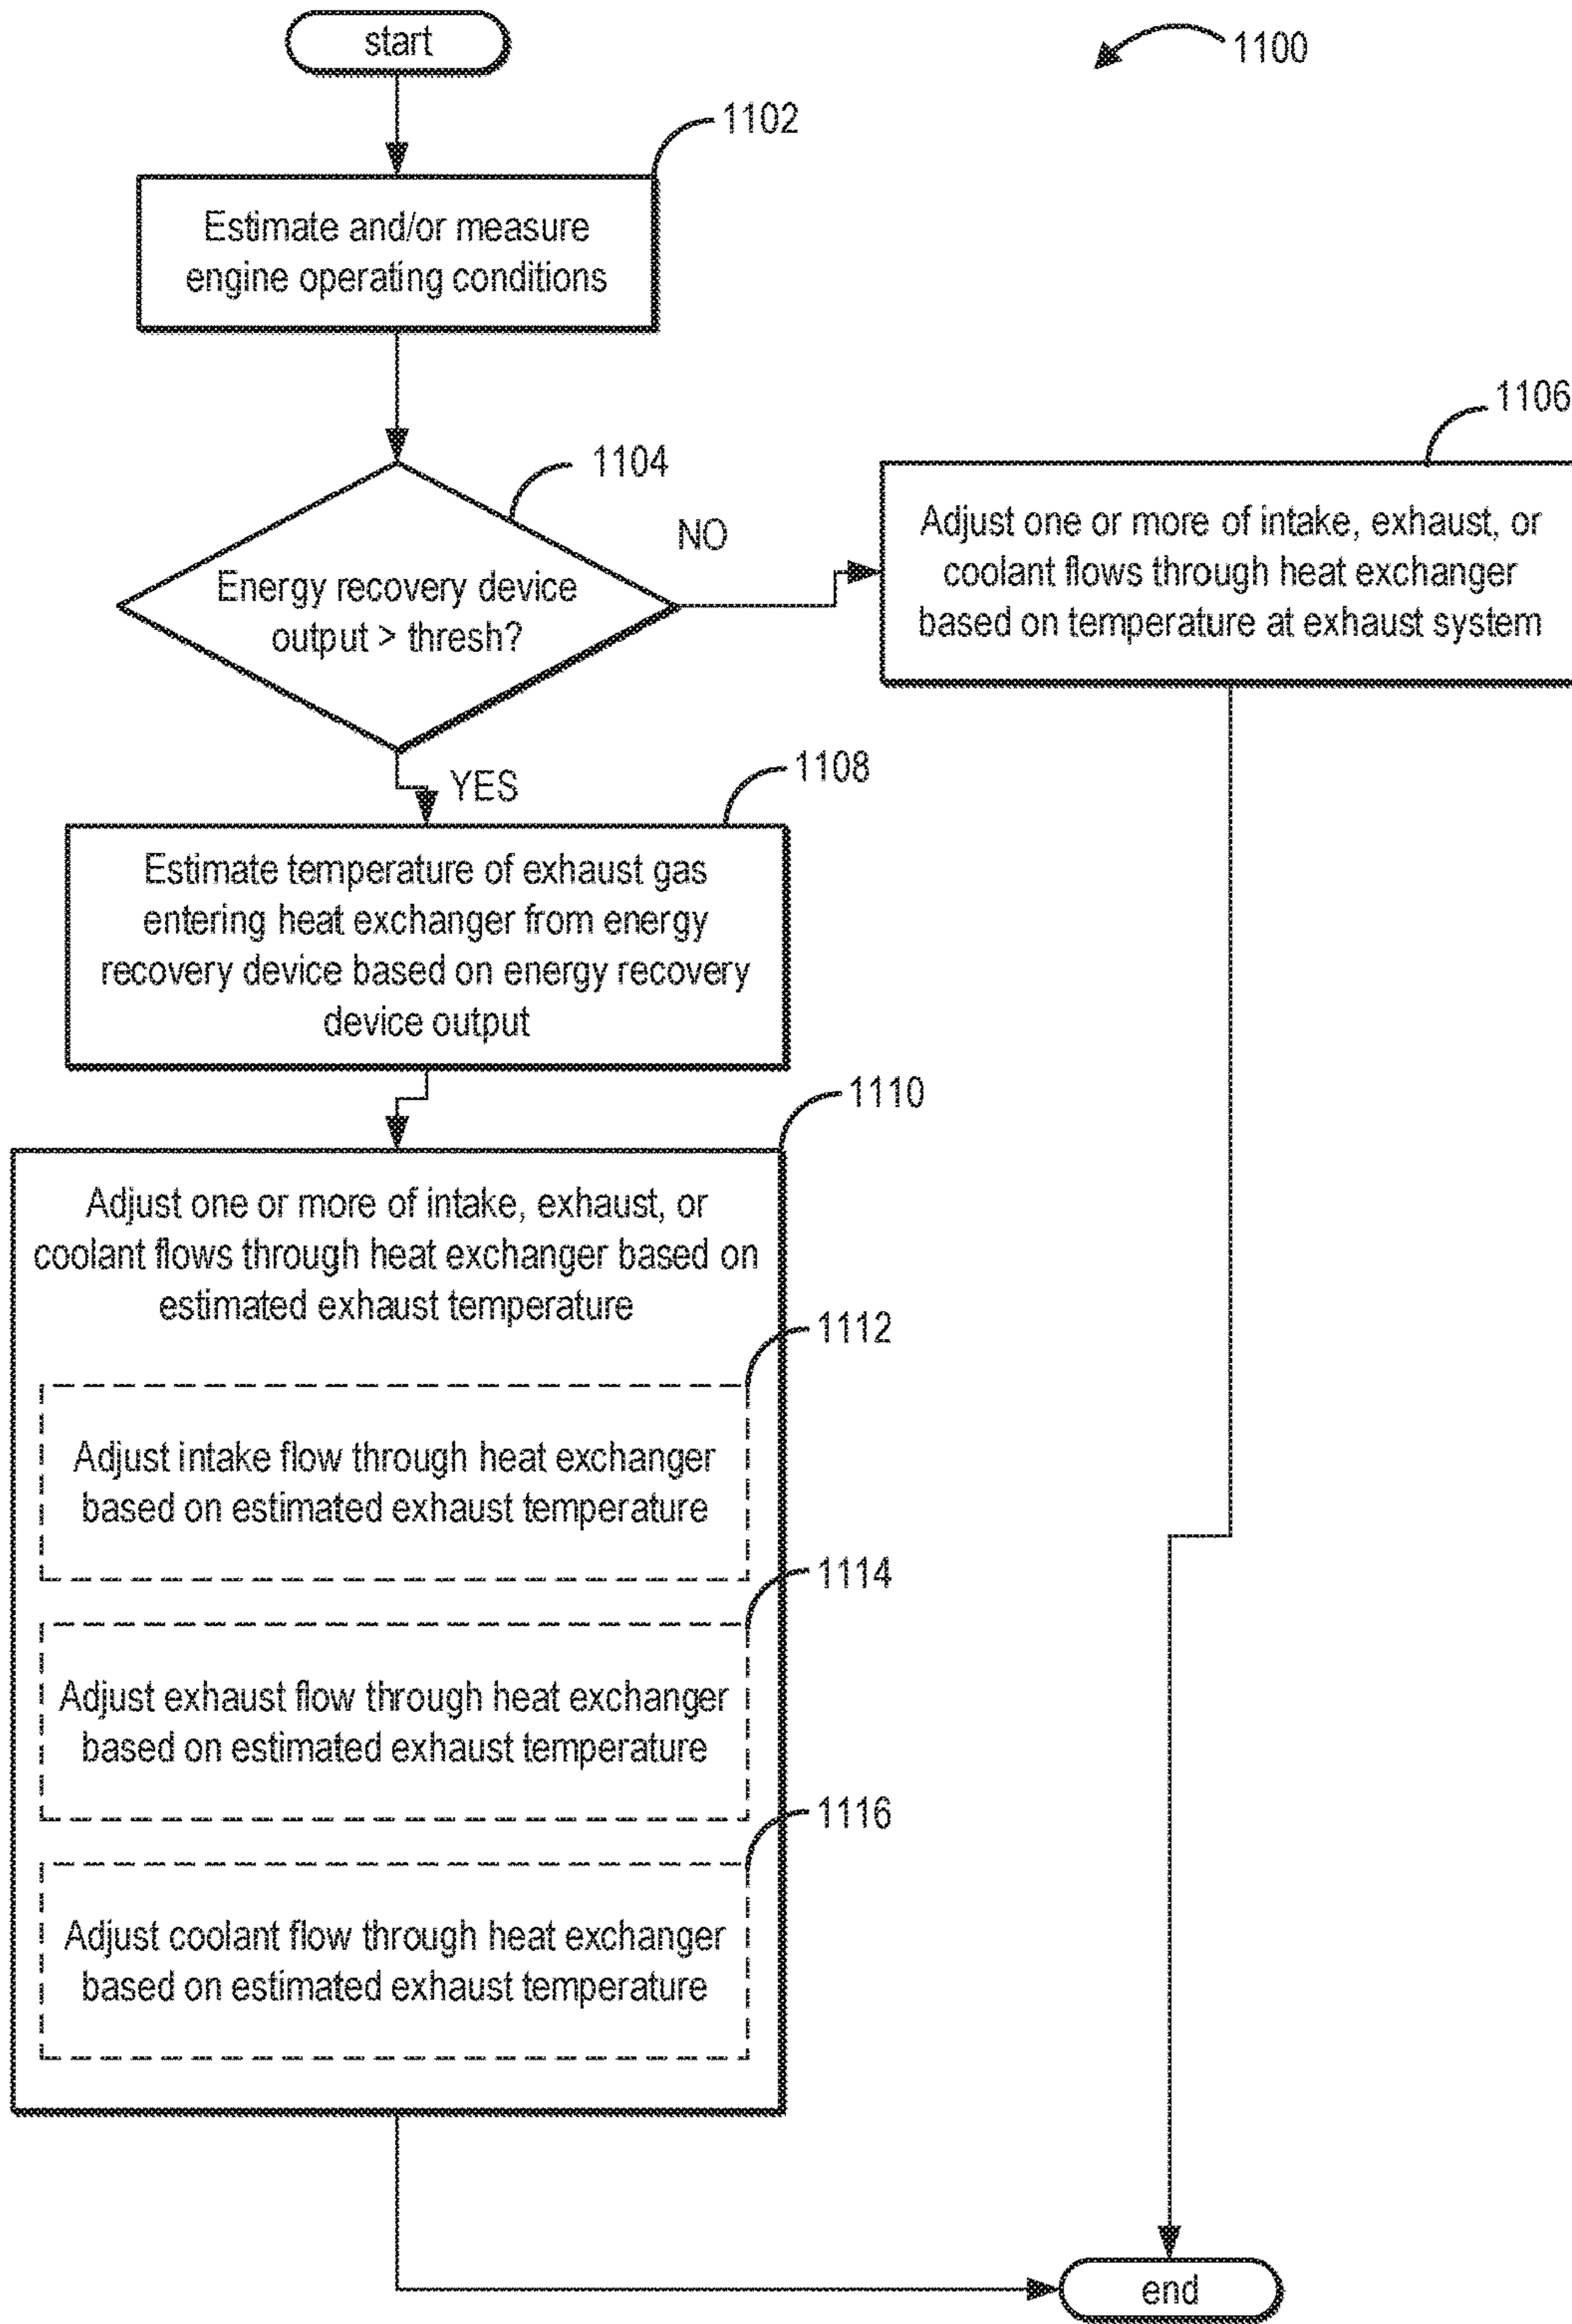 start
1100
1102
Estimate and/or measure
engine operating conditions
1104
1106
Energy recovery device
output > thresh?
NO
Adjust one or more of intake, exhaust, or
coolant flows through heat exchanger
based on temperature at exhaust system
YES
1108
Estimate temperature of exhaust gas
entering heat exchanger from energy
recovery device based on energy recovery
device output
1110
Adjust one or more of intake, exhaust, or
coolant flows through heat exchanger based on
estimated exhaust temperature
1112
Adjust intake flow through heat exchanger
based on estimated exhaust temperature
1114
Adjust exhaust flow through heat exchanger
based on estimated exhaust temperature
1116
Adjust coolant flow through heat exchanger
based on estimated exhaust temperature
end